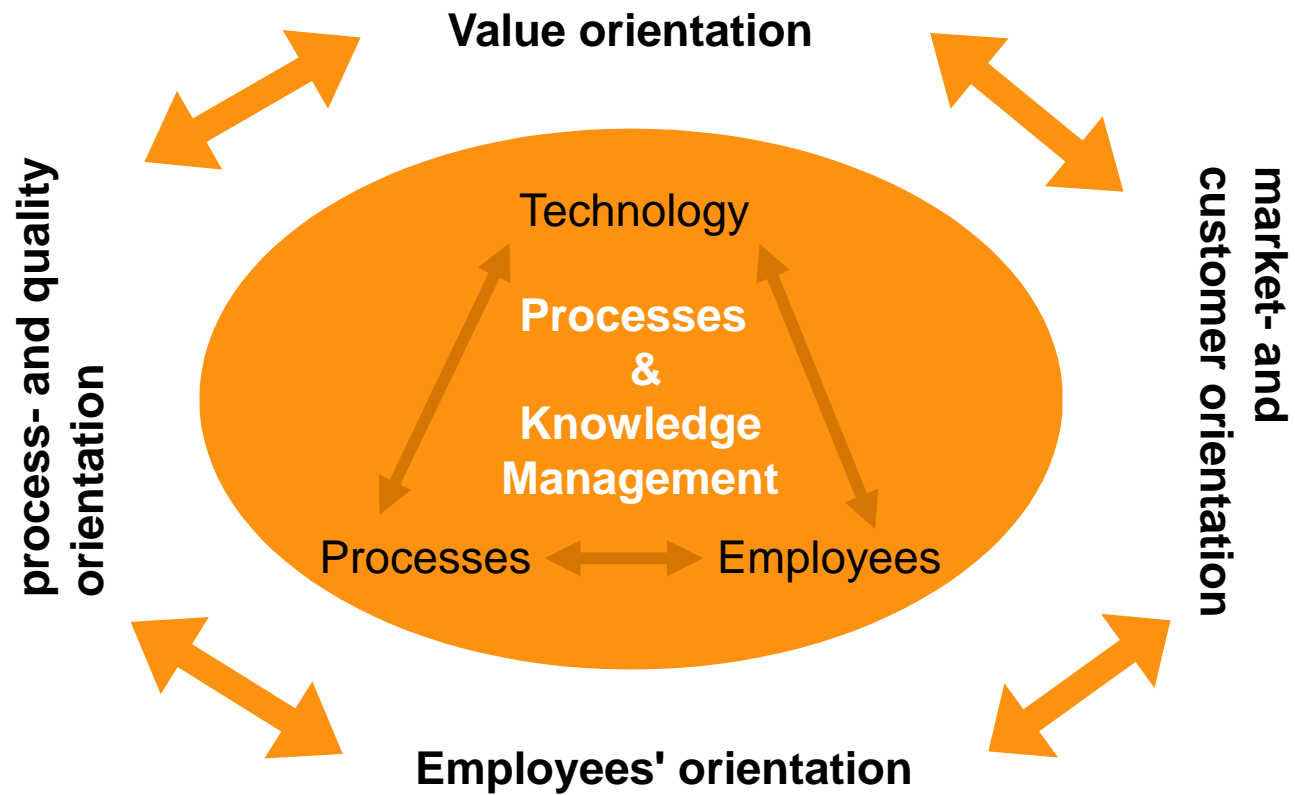 Value orientation
process- and quality
orientation
market- and
customer orientation
Technology
Processes
&
Knowledge
Management
Processes
Employees
Employees' orientation